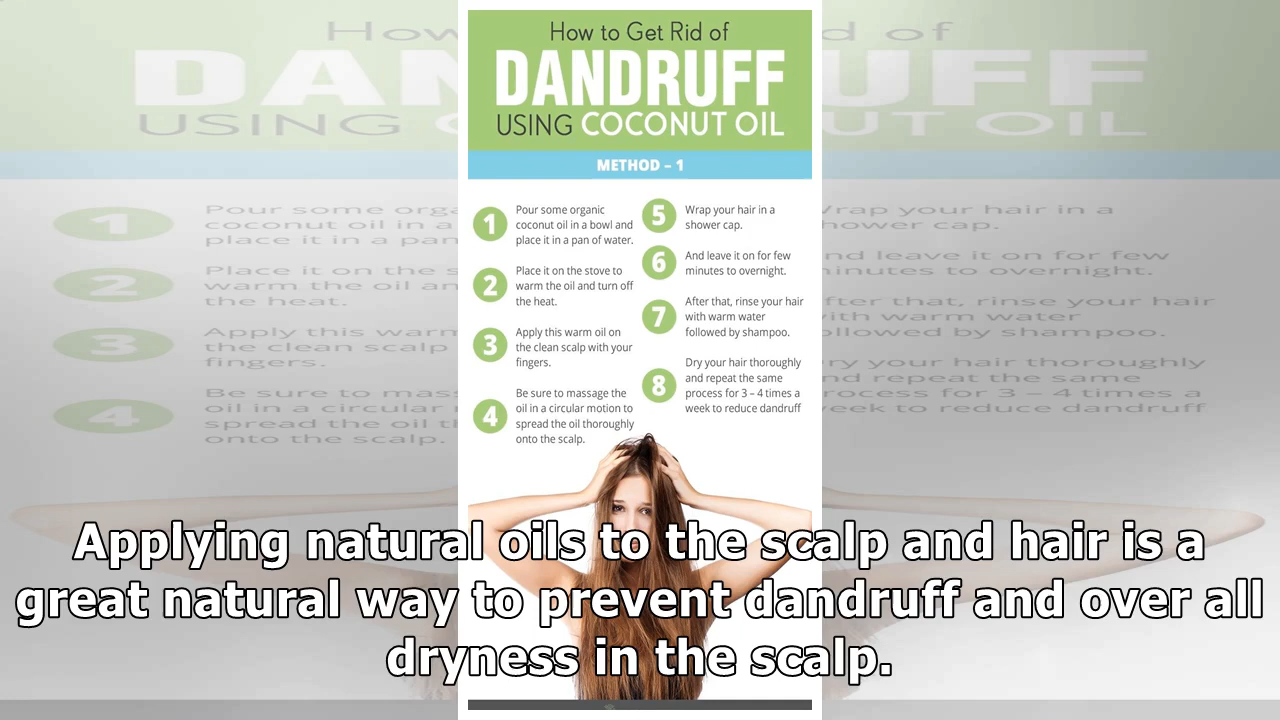 How to Get Rid of
DANDRUFF
USING COCONUT OIL
METHOD – 1
1
Pour some organic
coconut oil in a bowl and
place it in a pan of water.
2
Place it on the stove to
warm the oil and turn off
the heat.
3
Apply this warm oil on
the clean scalp with your
fingers.
4
Be sure to massage the
oil in a circular motion to
spread the oil thoroughly
onto the scalp.
5
Wrap your hair in a
shower cap.
6
And leave it on for few
minutes to overnight.
7
After that, rinse your hair
with warm water
followed by shampoo.
8
Dry your hair thoroughly
and repeat the same
process for 3 – 4 times a
week to reduce dandruff
Applying natural oils to the scalp and hair is a
great natural way to prevent dandruff and over all
dryness in the scalp.